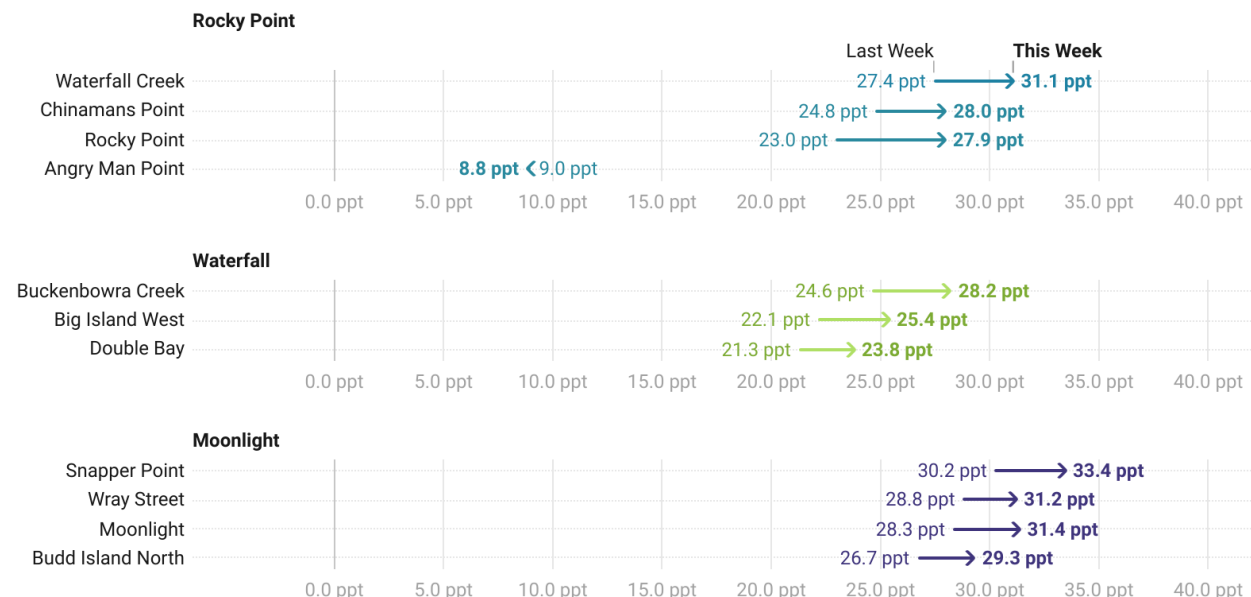 Rocky Point
Last Week This Week
Waterfall Creek 27.4 ppt 31.1 ppt
Chinamans Point 24.8 ppt 28.0 ppt
Rocky Point 23.0 ppt 27.9 ppt
Angry Man Point 8.8 ppt 9.0 ppt
0.0 ppt 5.0 ppt 10.0 ppt 15.0 ppt 20.0 ppt 25.0 ppt 30.0 ppt 35.0 ppt 40.0 ppt
Waterfall
Buckenbowra Creek 24.6 ppt 28.2 ppt
Big Island West 22.1 ppt 25.4 ppt
Double Bay 21.3 ppt 23.8 ppt
0.0 ppt 5.0 ppt 10.0 ppt 15.0 ppt 20.0 ppt 25.0 ppt 30.0 ppt 35.0 ppt 40.0 ppt
Moonlight
Snapper Point 30.2 ppt 33.4 ppt
Wray Street 28.8 ppt 31.2 ppt
Moonlight 28.3 ppt 31.4 ppt
Budd Island North 26.7 ppt 29.3 ppt
0.0 ppt 5.0 ppt 10.0 ppt 15.0 ppt 20.0 ppt 25.0 ppt 30.0 ppt 35.0 ppt 40.0 ppt